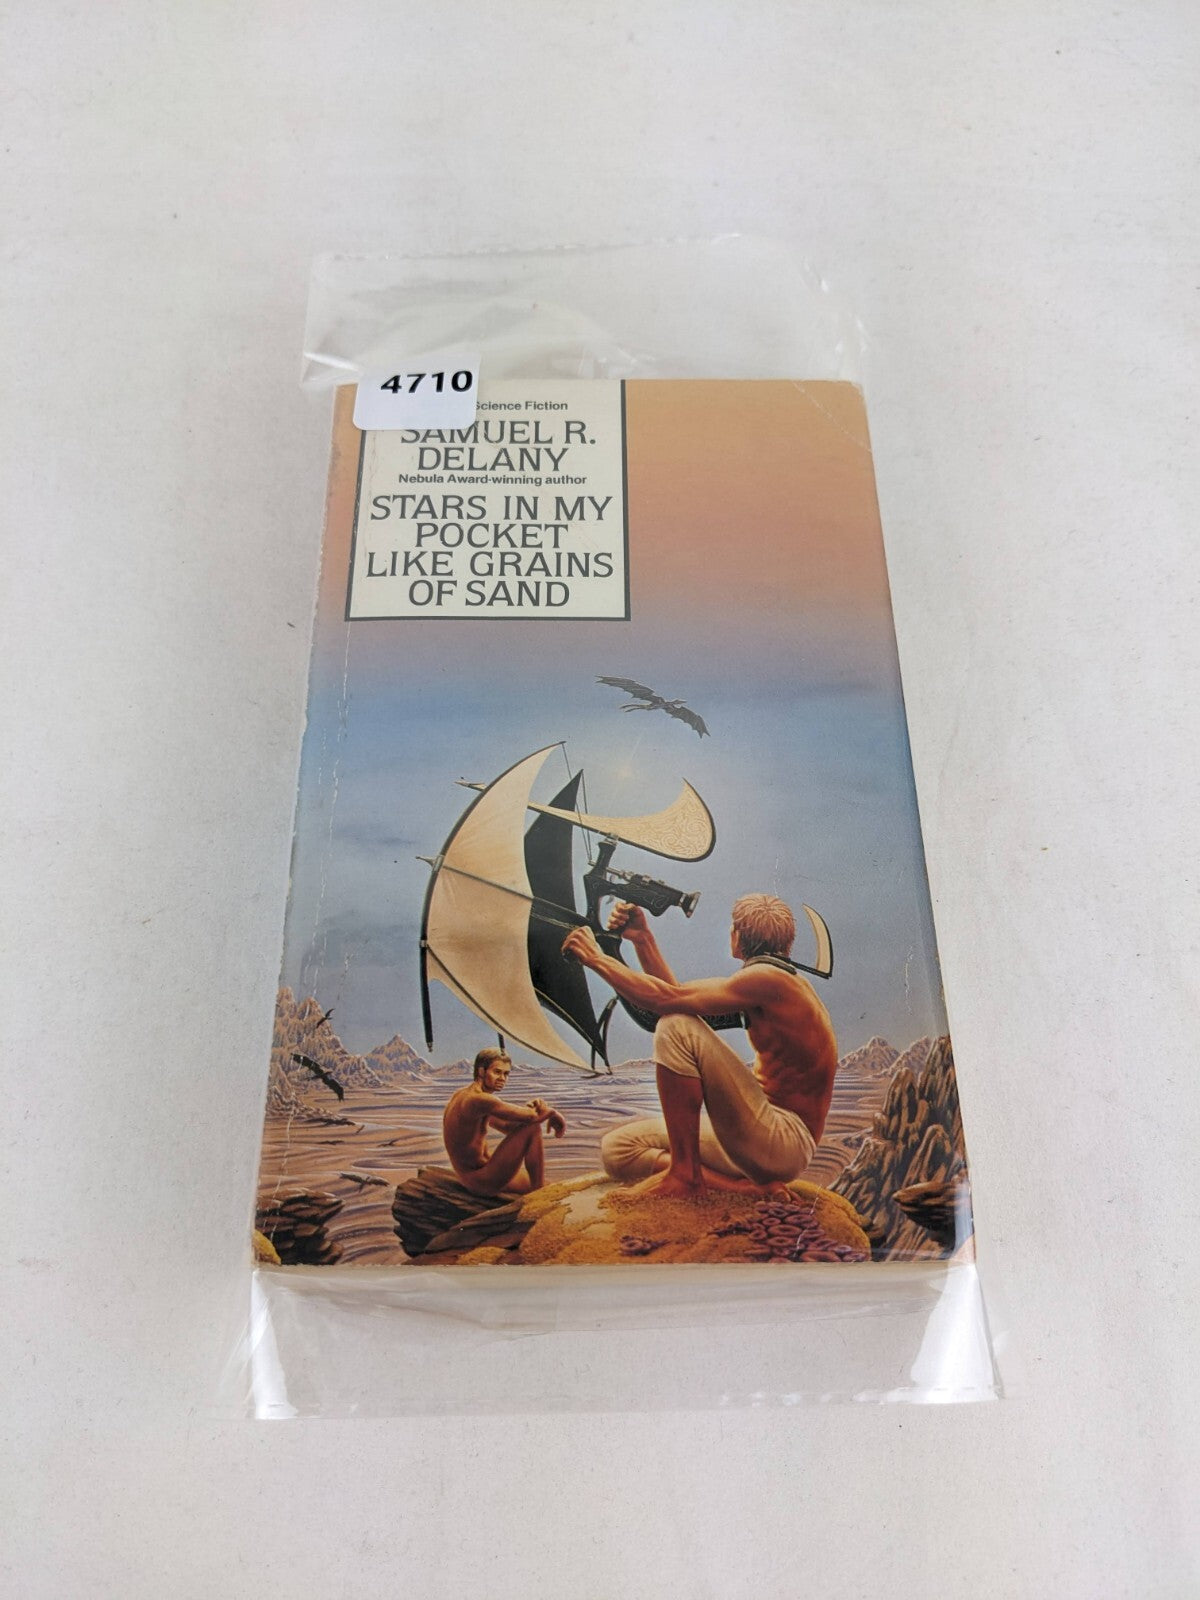 4710
Science Fiction
SAMUEL R.
DELANY
Nebula Award-winning author
STARS IN MY
POCKET
LIKE GRAINS
OF SAND